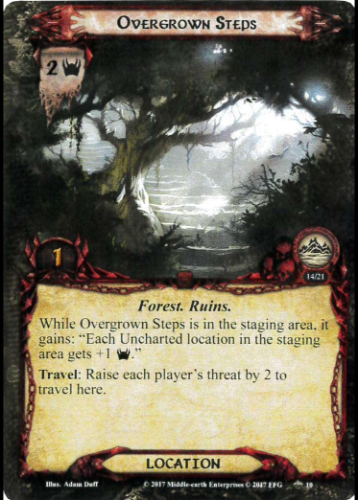 Overgrown Steps
2
1
14/21
Forest. Ruins.
While Overgrown Steps is in the staging area, it
gains: “Each Uncharted location in the staging
area gets +1 .”
Travel: Raise each player's threat by 2 to
travel here.
LOCATION
Illus. Adam Duff © 2017 Middle-earth Enterprises © 2017 FFG 19